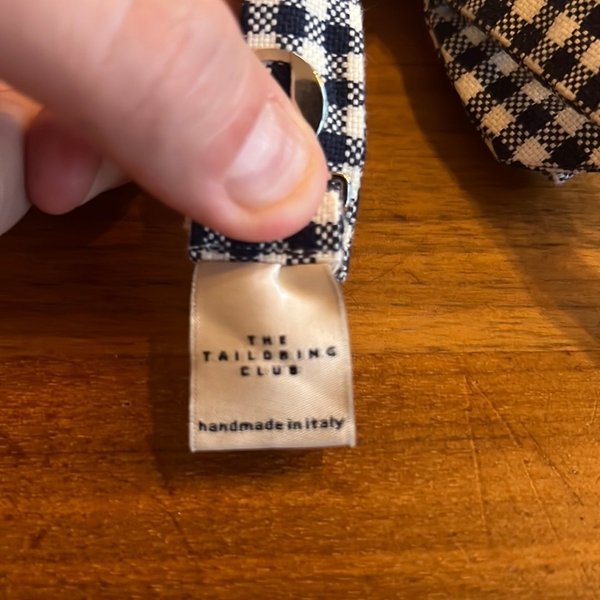 THE
TAILORING
CLUB
handmade in italy